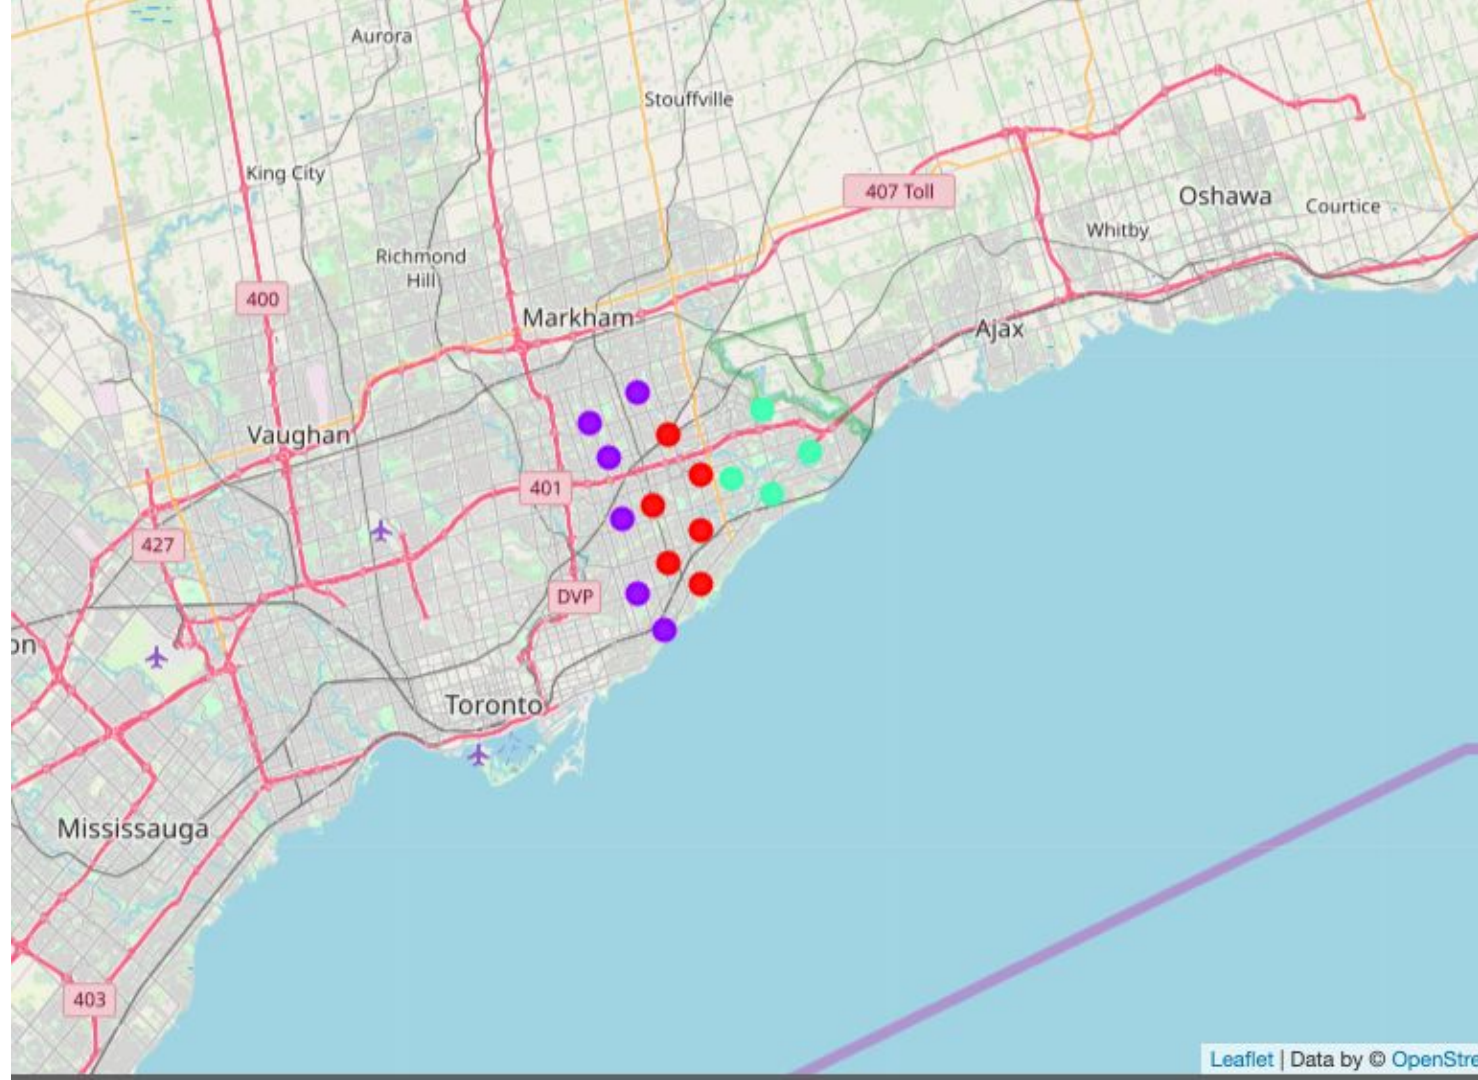 Aurora
Stouffville
King City
407 Toll
Oshawa
Courtice
Whitby
Richmond
Hill
400
Markham
Ajax
Vaughan
401
427
DVP
on
Toronto
Mississauga
403
Leaflet | Data by © OpenStre